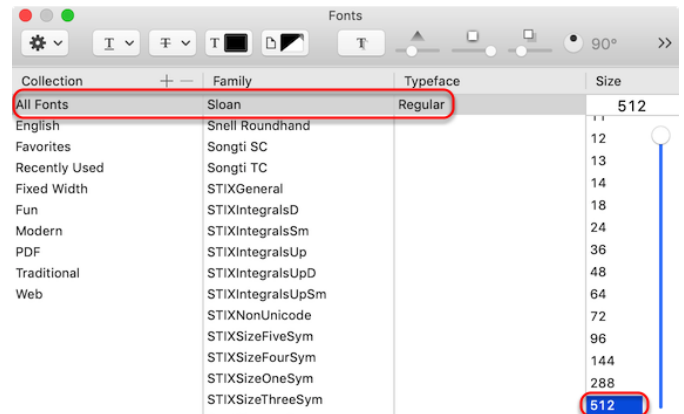 Fonts
T T T T 90° >>
Collection + − Family Typeface Size
All Fonts Sloan Regular 512
English Snell Roundhand 11
Favorites Songti SC 12
Recently Used Songti TC 13
Fixed Width STIXGeneral 14
Fun STIXIntegralsD 18
Modern STIXIntegralsSm 24
PDF STIXIntegralsUp 36
Traditional STIXIntegralsUpD 48
Web STIXIntegralsUpSm 64
STIXNonUnicode 72
STIXSizeFiveSym 96
STIXSizeFourSym 144
STIXSizeOneSym 288
STIXSizeThreeSym 512